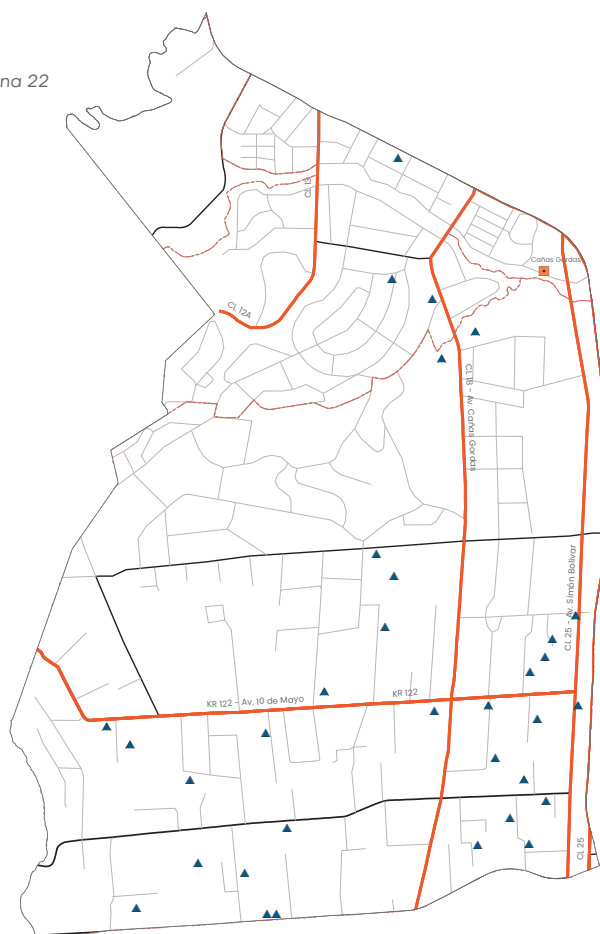 na 22
CL 13
Cañas Gordas
CL 12A
CL 18 - Av. Cañas Gordas
CL 25 - Av. Simón Bolívar
KR 122 - Av. 10 de Mayo
KR 122
CL 25